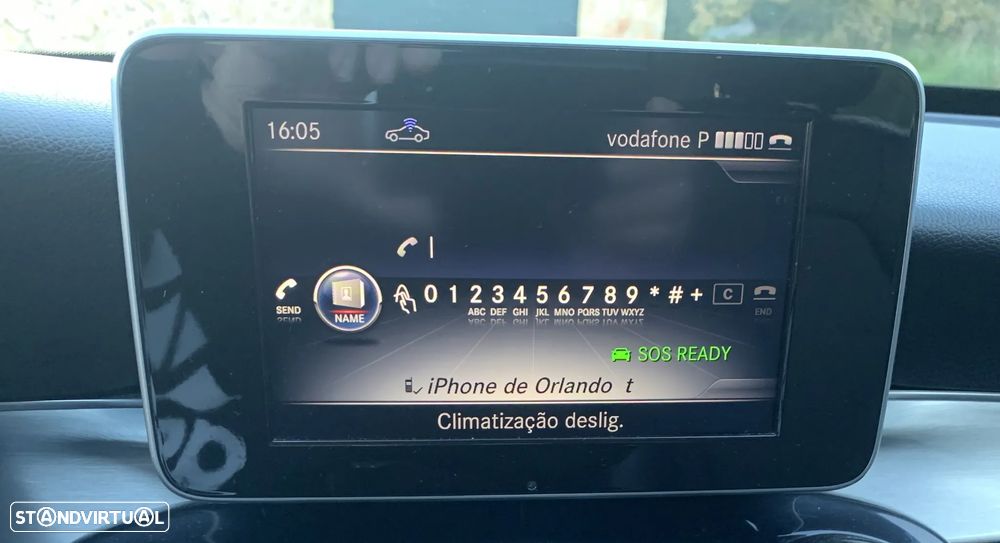 16:05 vodafone P
SEND NAME 0 1 2 3 4 5 6 7 8 9 * # + C END
ABC DEF GHI JKL MNO PQRS TUV WXYZ
SOS READY
iPhone de Orlando t
Climatização deslig.
STANDVIRTUAL